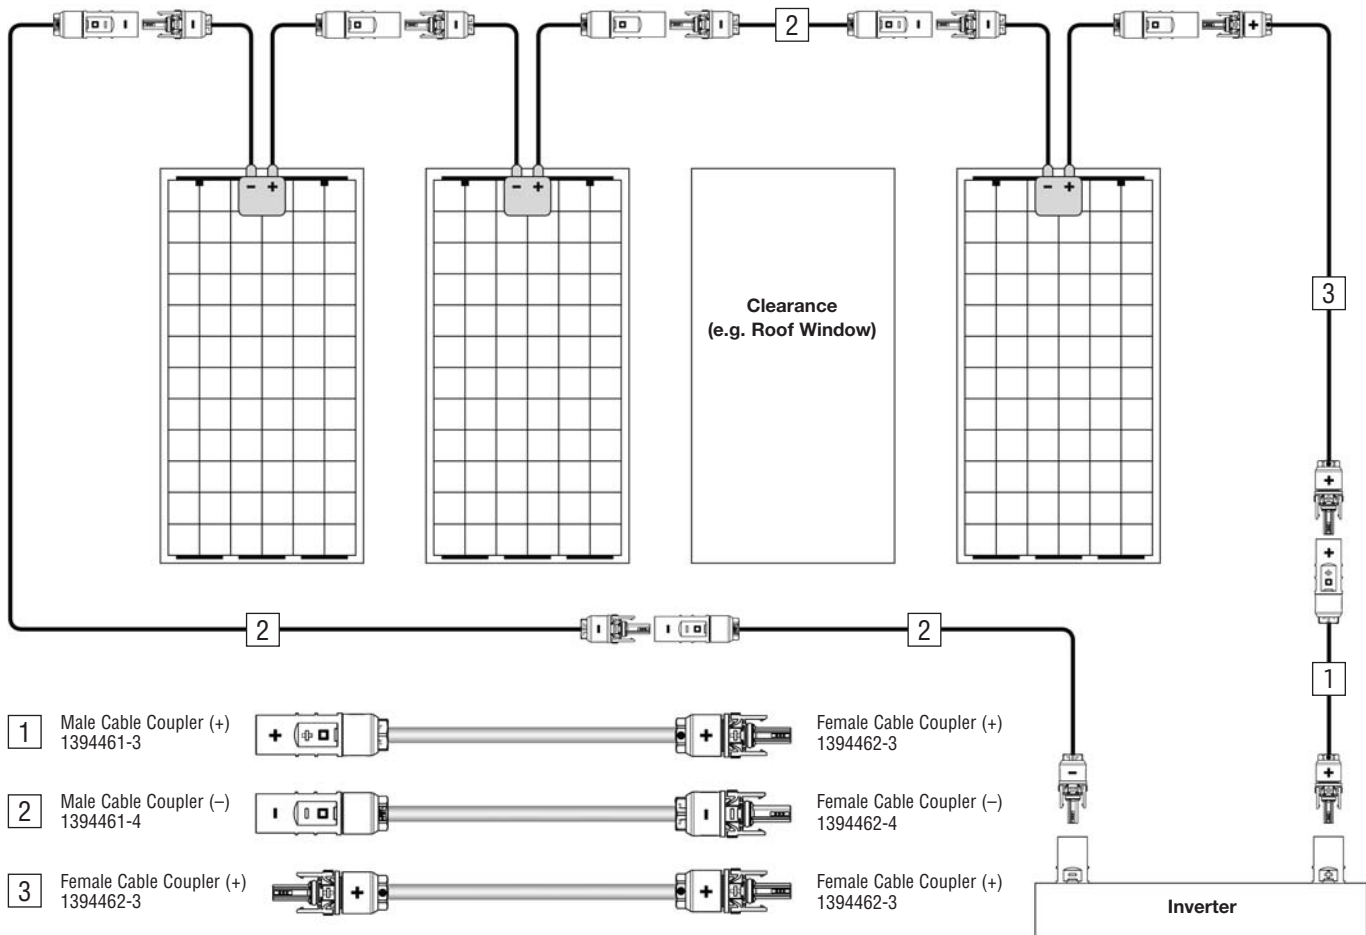 2
- +
- +
- +
Clearance
(e.g. Roof Window)
3
2
2
1
1 Male Cable Coupler (+)
1394461-3
Female Cable Coupler (+)
1394462-3
2 Male Cable Coupler (–)
1394461-4
Female Cable Coupler (–)
1394462-4
3 Female Cable Coupler (+)
1394462-3
Female Cable Coupler (+)
1394462-3
Inverter